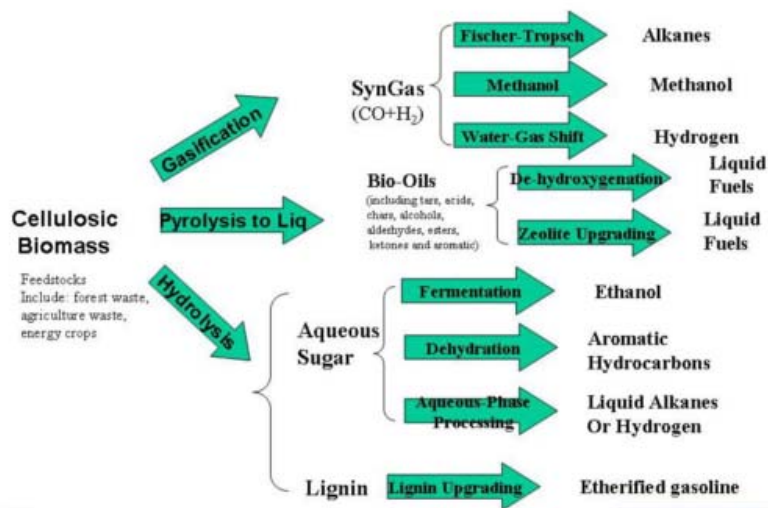 Cellulosic
Biomass
Feedstocks
Include: forest waste,
agriculture waste,
energy crops
Gasification
SynGas
(CO+H₂)
Fischer-Tropsch
Alkanes
Methanol
Methanol
Water-Gas Shift
Hydrogen
Pyrolysis to Liq
Bio-Oils
(including tars, acids,
chars, alcohols,
aldeshydes, esters,
ketones and aromatic)
De-hydroxygenation
Liquid
Fuels
Zeolite Upgrading
Liquid
Fuels
Hydrolysis
Aqueous
Sugar
Fermentation
Ethanol
Dehydration
Aromatic
Hydrocarbons
Aqueous-Phase
Processing
Liquid Alkanes
Or Hydrogen
Lignin
Lignin Upgrading
Etherified gasoline